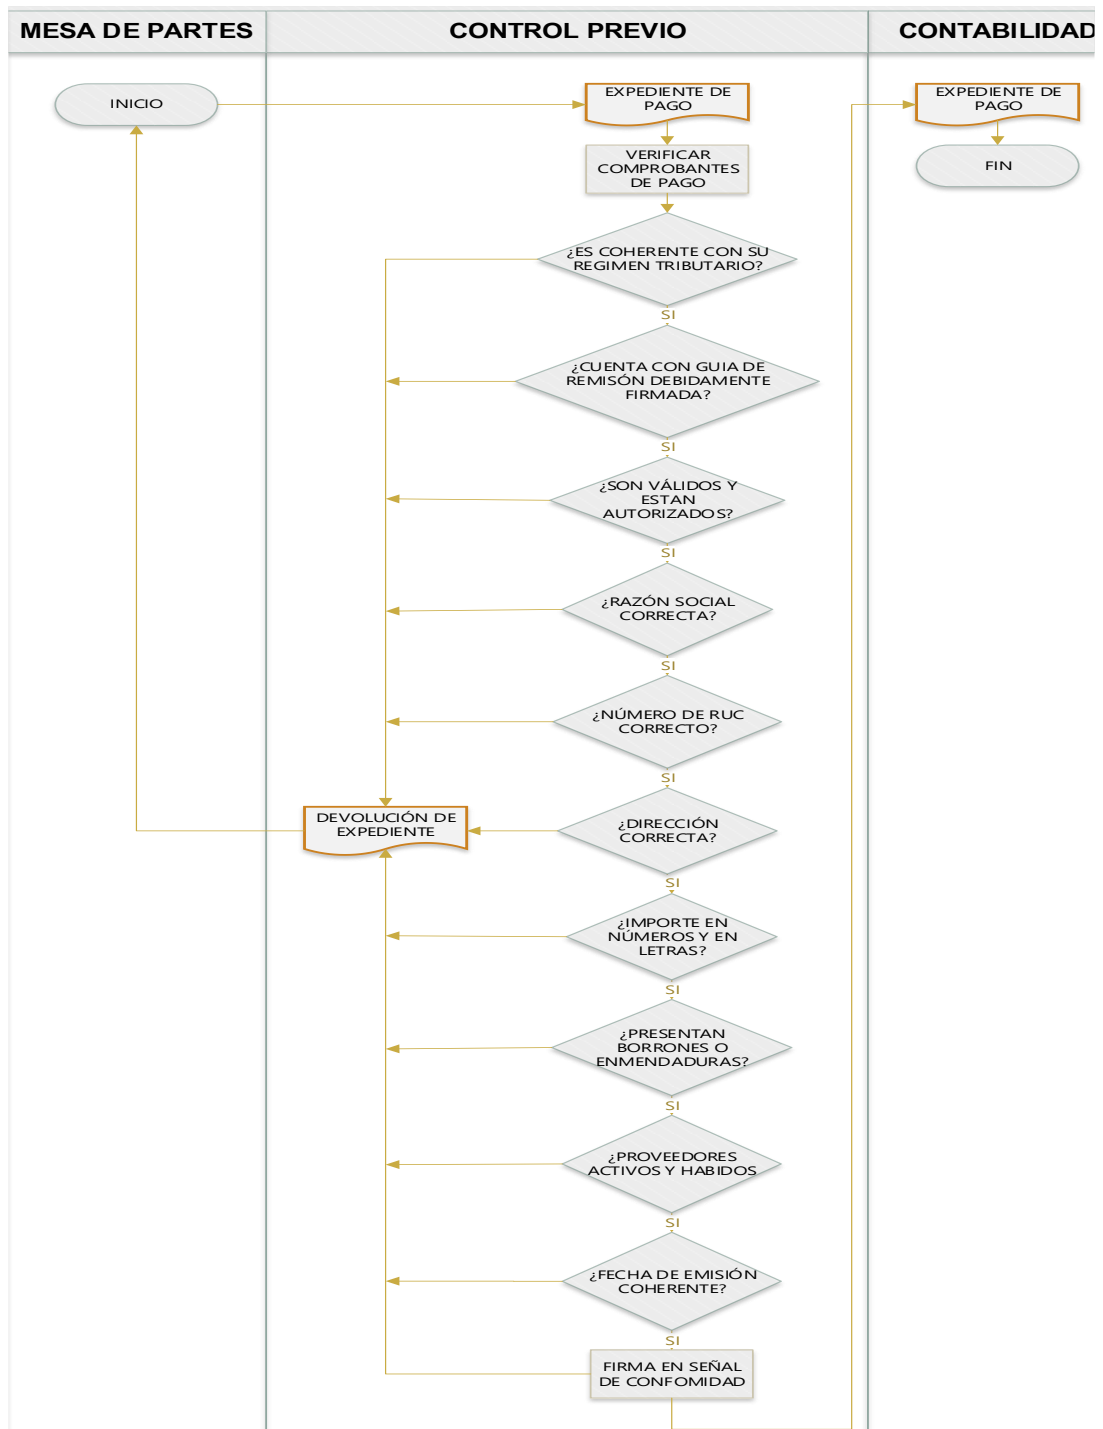 MESA DE PARTES
CONTROL PREVIO
CONTABILIDAD
INICIO
EXPEDIENTE DE
PAGO
EXPEDIENTE DE
PAGO
VERIFICAR
COMPROBANTES
DE PAGO
FIN
¿ES COHERENTE CON SU
REGIMEN TRIBUTARIO?
SI
¿CUENTA CON GUIA DE
REMISÓN DEBIDAMENTE
FIRMADA?
SI
¿SON VÁLIDOS Y
ESTAN
AUTORIZADOS?
SI
¿RAZÓN SOCIAL
CORRECTA?
SI
¿NÚMERO DE RUC
CORRECTO?
SI
DEVOLUCIÓN DE
EXPEDIENTE
¿DIRECCIÓN
CORRECTA?
SI
¿IMPORTE EN
NÚMEROS Y EN
LETRAS?
SI
¿PRESENTAN
BORRONES O
ENMENDADURAS?
SI
¿PROVEEDORES
ACTIVOS Y HABIDOS
SI
¿FECHA DE EMISIÓN
COHERENTE?
SI
FIRMA EN SEÑAL
DE CONFOMIDAD